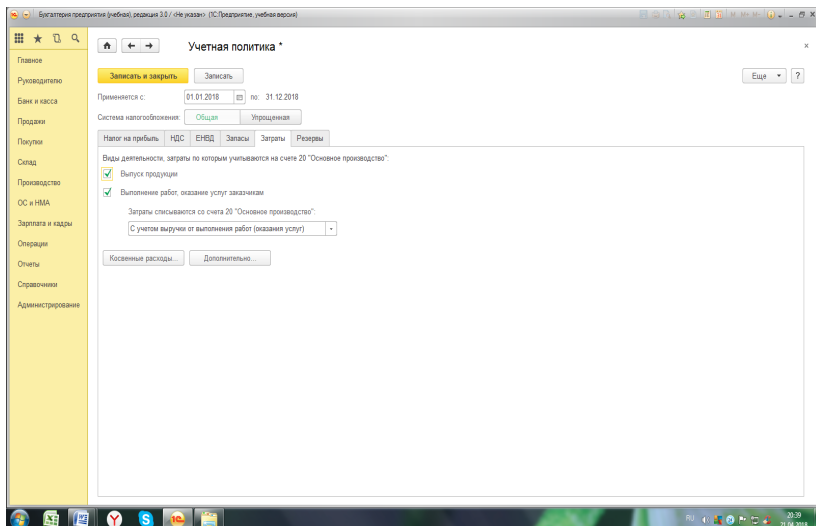 Бухгалтерия предприятия (учебная), редакция 3.0 / <Не указан> (1С:Предприятие, учебная версия)
M M+ M-
Главное
Руководителю
Банк и касса
Продажи
Покупки
Склад
Производство
ОС и НМА
Зарплата и кадры
Операции
Отчеты
Справочники
Администрирование
Учетная политика *
Записать и закрыть Записать Еще ?
Применяется с: 01.01.2018 по: 31.12.2018
Система налогообложения: Общая Упрощенная
Налог на прибыль НДС ЕНВД Запасы Затраты Резервы
Виды деятельности, затраты по которым учитываются на счете 20 "Основное производство":
Выпуск продукции
Выполнение работ, оказание услуг заказчикам
Затраты списываются со счета 20 "Основное производство":
С учетом выручки от выполнения работ (оказания услуг)
Косвенные расходы... Дополнительно...
RU 20:39
21.04.2018